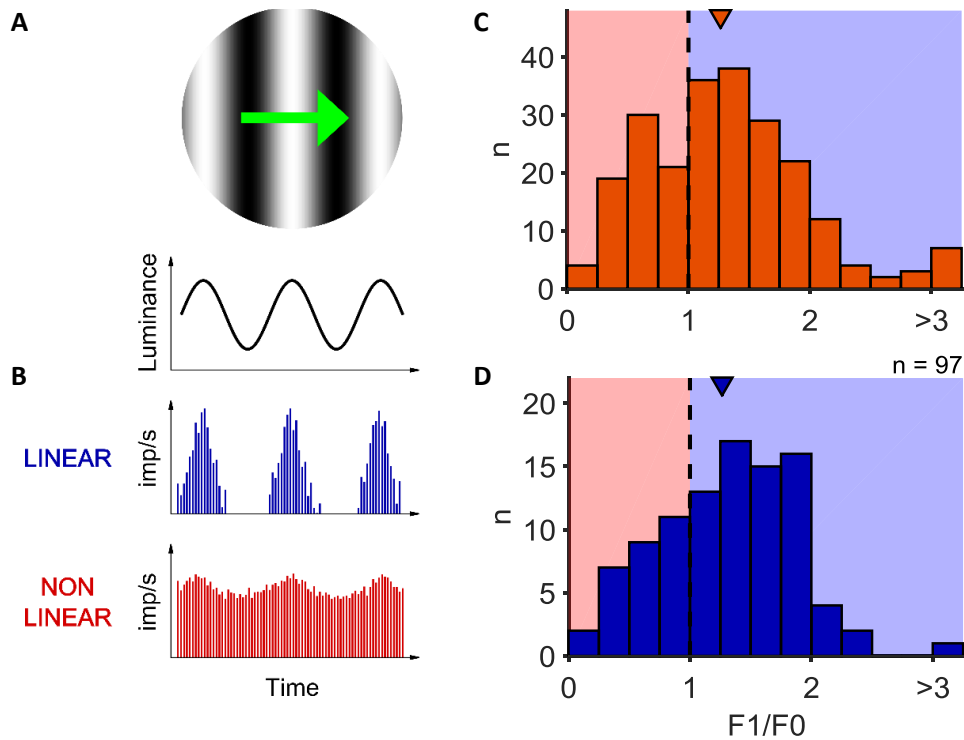 A
Luminance
B
LINEAR
imp/s
NON
LINEAR
imp/s
Time
C
n
40
30
20
10
0
0 1 2 >3
n = 97
D
n
20
15
10
5
0
0 1 2 >3
F1/F0